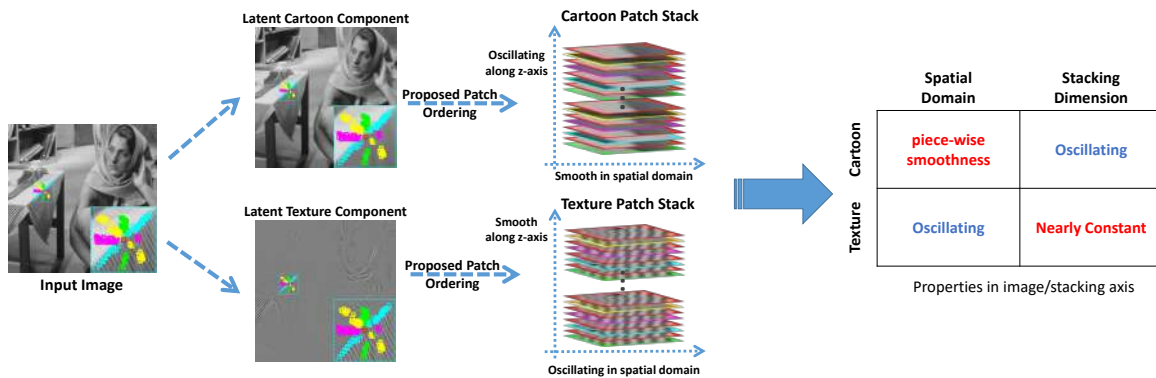 Input Image
Latent Cartoon Component
Proposed Patch
Ordering
Cartoon Patch Stack
Oscillating
along z-axis
Smooth in spatial domain
Latent Texture Component
Proposed Patch
Ordering
Texture Patch Stack
Smooth
along z-axis
Oscillating in spatial domain
Spatial
Domain
Stacking
Dimension
Cartoon
piece-wise
smoothness
Oscillating
Texture
Oscillating
Nearly Constant
Properties in image/stacking axis